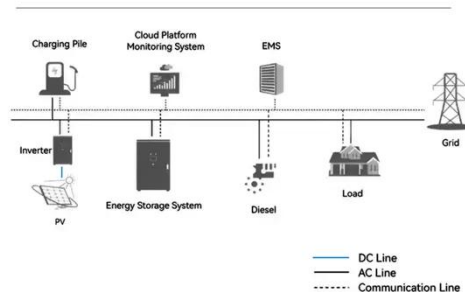 Charging Pile
Cloud Platform
Monitoring System
EMS
Inverter
Grid
PV
Energy Storage System
Diesel
Load
DC Line
AC Line
Communication Line